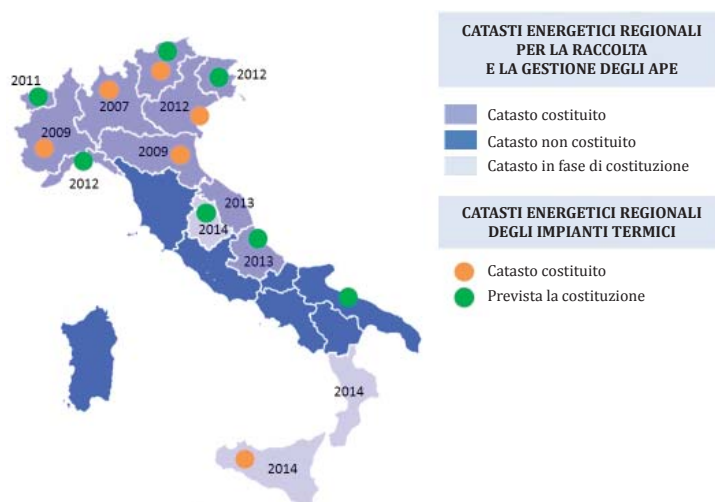 CATASTI ENERGETICI REGIONALI
PER LA RACCOLTA
E LA GESTIONE DEGLI APE
Catasto costituito
Catasto non costituito
Catasto in fase di costituzione
CATASTI ENERGETICI REGIONALI
DEGLI IMPIANTI TERMICI
Catasto costituito
Prevista la costituzione
2011
2012
2007
2012
2009
2009
2012
2013
2014
2013
2014
2014